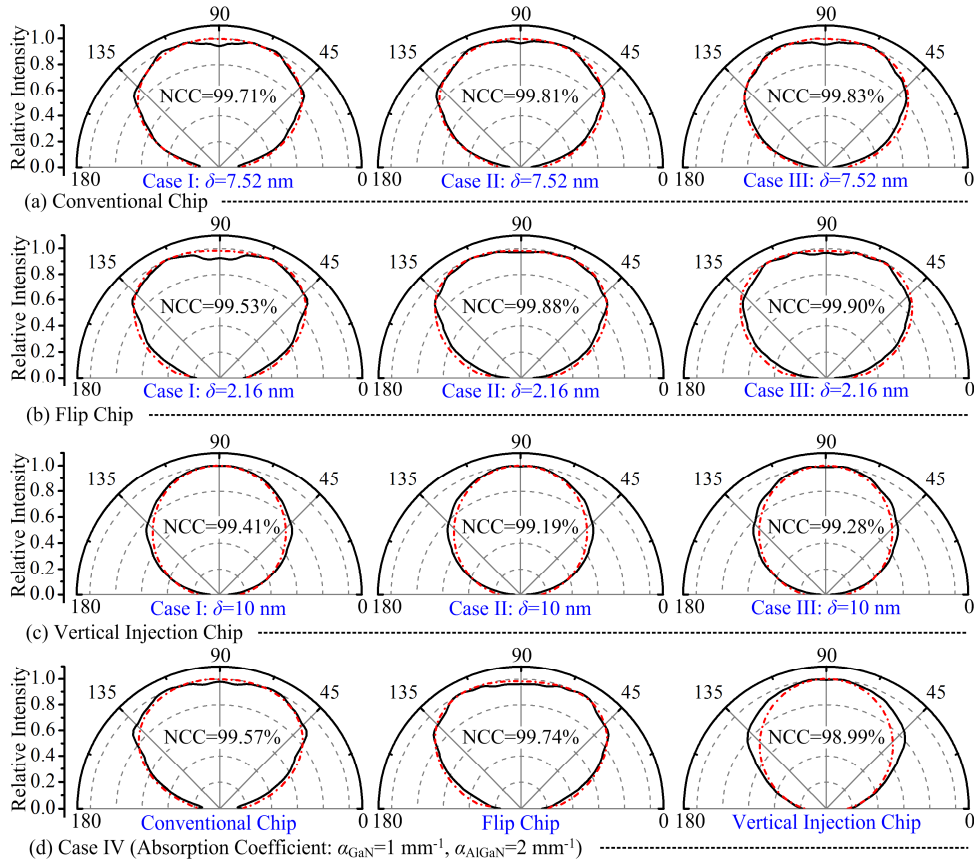 90 90 90
Relative Intensity 1.0 135 45 135 45 135 45
0.8
0.6 NCC=99.71% NCC=99.81% NCC=99.83%
0.4
0.2
0.0
180 Case I: δ=7.52 nm 0 180 Case II: δ=7.52 nm 0 180 Case III: δ=7.52 nm 0
(a) Conventional Chip
90 90 90
Relative Intensity 1.0 135 45 135 45 135 45
0.8
0.6 NCC=99.53% NCC=99.88% NCC=99.90%
0.4
0.2
0.0
180 Case I: δ=2.16 nm 0 180 Case II: δ=2.16 nm 0 180 Case III: δ=2.16 nm 0
(b) Flip Chip
90 90 90
Relative Intensity 1.0 135 45 135 45 135 45
0.8
0.6 NCC=99.41% NCC=99.19% NCC=99.28%
0.4
0.2
0.0
180 Case I: δ=10 nm 0 180 Case II: δ=10 nm 0 180 Case III: δ=10 nm 0
(c) Vertical Injection Chip
90 90 90
Relative Intensity 1.0 135 45 135 45 135 45
0.8
0.6 NCC=99.57% NCC=99.74% NCC=98.99%
0.4
0.2
0.0
180 Conventional Chip 0 180 Flip Chip 0 180 Vertical Injection Chip 0
(d) Case IV (Absorption Coefficient: αGaN=1 mm⁻¹, αAlGaN=2 mm⁻¹)